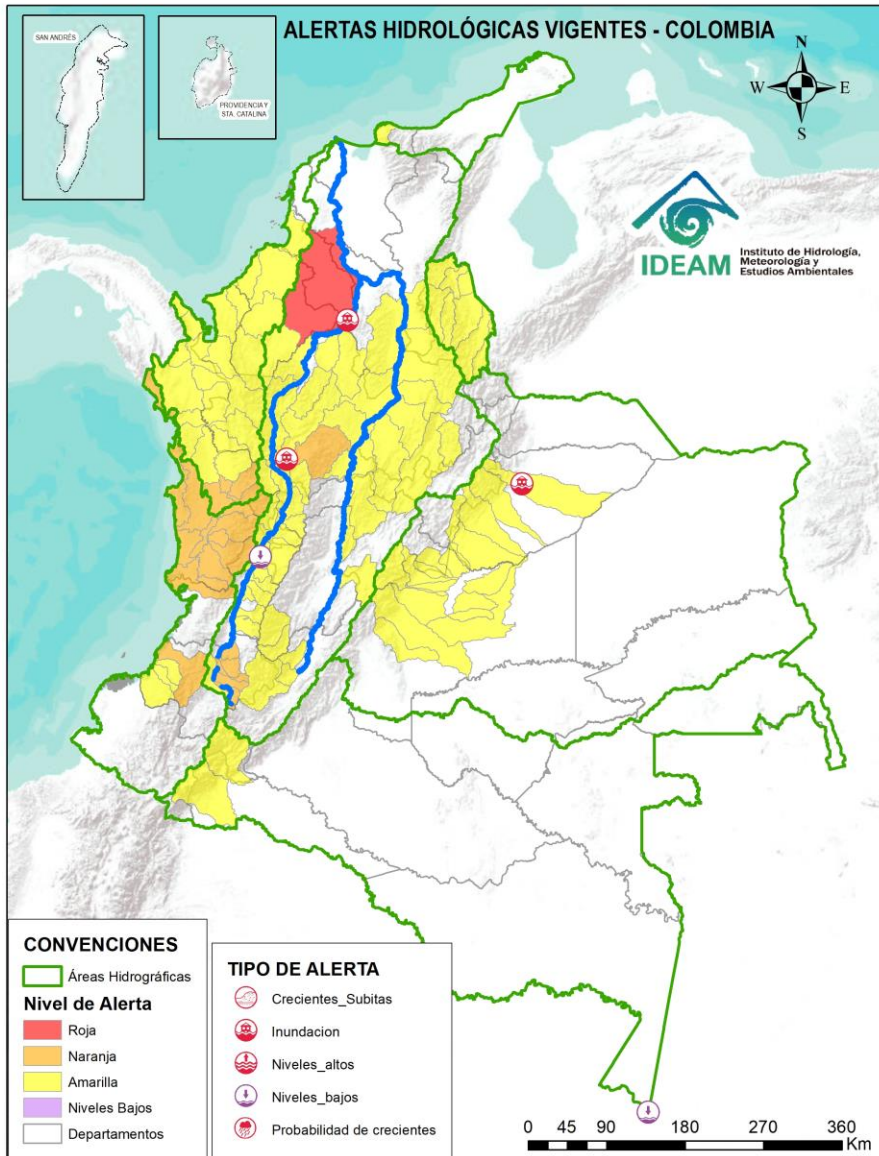 ALERTAS HIDROLÓGICAS VIGENTES - COLOMBIA
SAN ANDRÉS
PROVIDENCIA Y
STA. CATALINA
N
W
E
S
IDEAM
Instituto de Hidrología,
Meteorología y
Estudios Ambientales
CONVENCIONES
Áreas Hidrográficas
Nivel de Alerta
Roja
Naranja
Amarilla
Niveles Bajos
Departamentos
TIPO DE ALERTA
Crecientes_Subitas
Inundacion
Niveles_altos
Niveles_bajos
Probabilidad de crecientes
0 45 90 180 270 360
Km